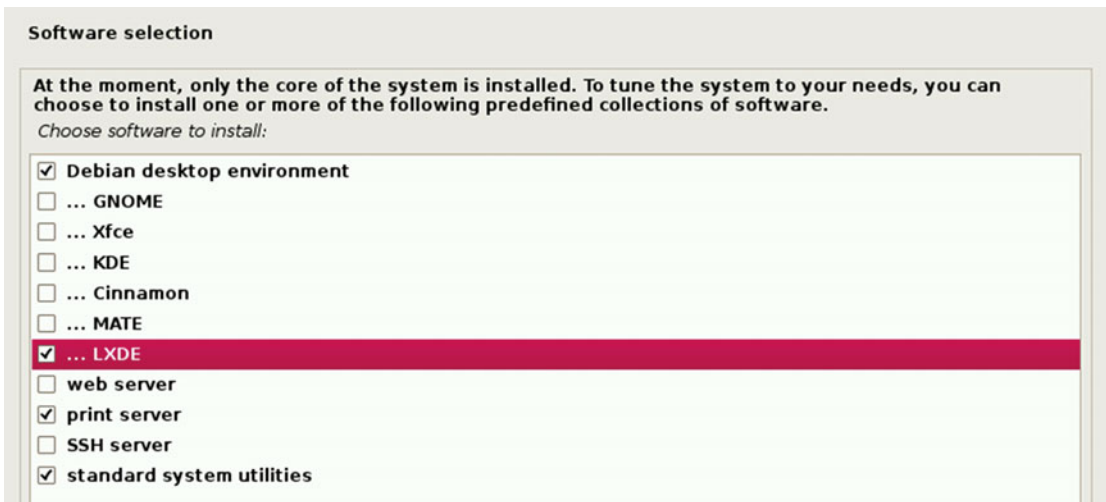 Software selection
At the moment, only the core of the system is installed. To tune the system to your needs, you can
choose to install one or more of the following predefined collections of software.
Choose software to install:
Debian desktop environment
... GNOME
... Xfce
... KDE
... Cinnamon
... MATE
... LXDE
web server
print server
SSH server
standard system utilities